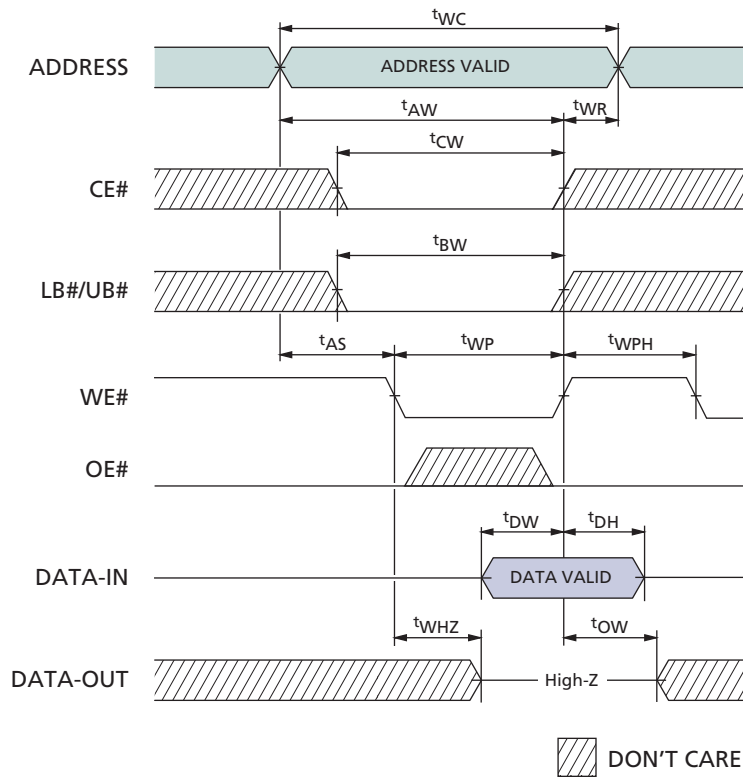 tWC
ADDRESS
ADDRESS VALID
tAW
tWR
tCW
CE#
tBW
LB#/UB#
tAS
tWP
tWPH
WE#
OE#
tDW
tDH
DATA-IN
DATA VALID
tWHZ
tOW
DATA-OUT
High-Z
DON'T CARE